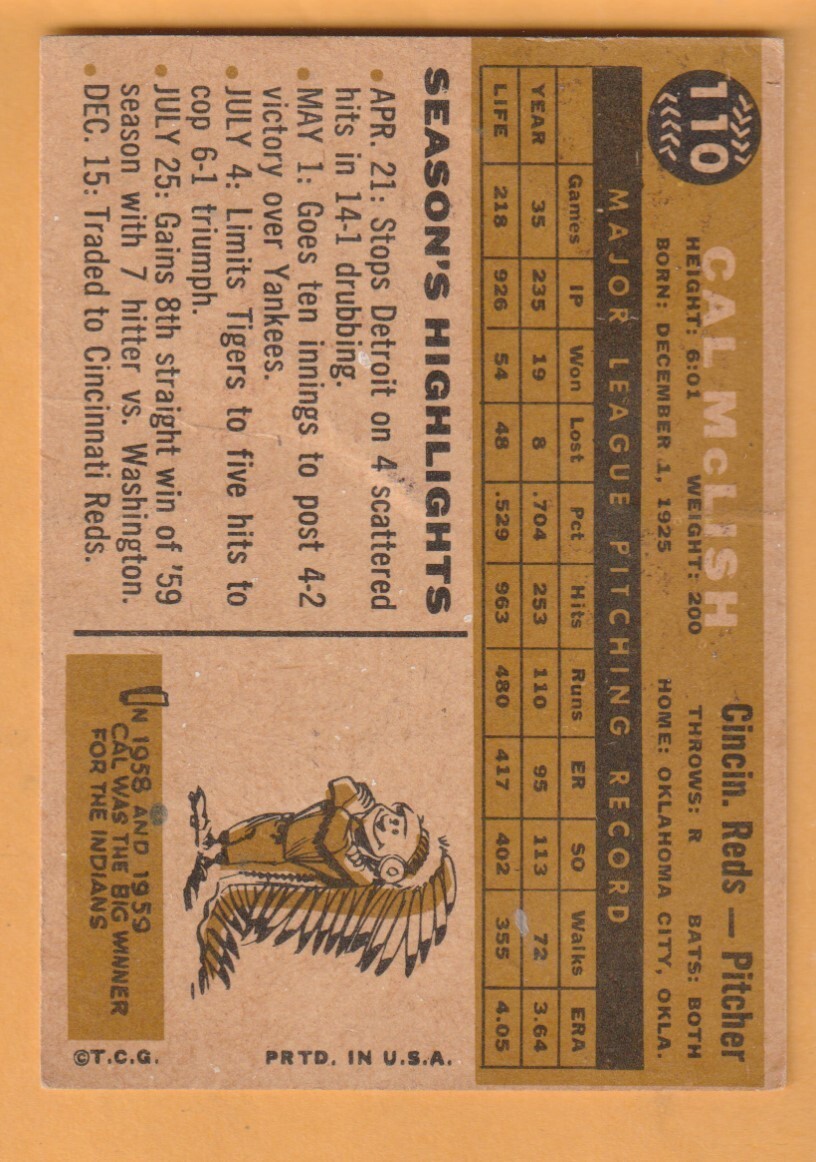 110
CAL McLISH
Cincin. Reds — Pitcher
HEIGHT: 6:01 WEIGHT: 200 THROWS: R BATS: BOTH
BORN: DECEMBER 1, 1925 HOME: OKLAHOMA CITY, OKLA.
MAJOR LEAGUE PITCHING RECORD
Games IP Won Lost Pct Hits Runs ER SO Walks ERA
YEAR 35 235 19 8 .704 253 110 95 113 72 3.64
LIFE 218 926 54 48 .529 963 480 417 402 355 4.05
SEASON'S HIGHLIGHTS
• APR. 21: Stops Detroit on 4 scattered
hits in 14-1 drubbing.
• MAY 1: Goes ten innings to post 4-2
victory over Yankees.
• JULY 4: Limits Tigers to five hits to
cop 6-1 triumph.
• JULY 25: Gains 8th straight win of '59
season with 7 hitter vs. Washington.
• DEC. 15: Traded to Cincinnati Reds.
IN 1958 AND 1959
CAL WAS THE BIG WINNER
FOR THE INDIANS
©T.C.G. PRTD. IN U.S.A.